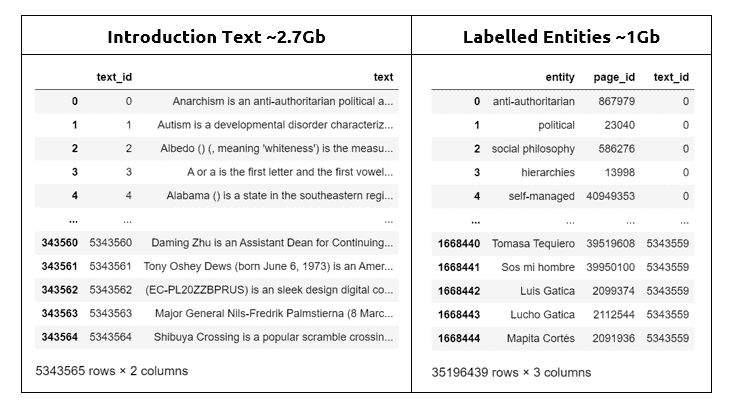 Introduction Text ~2.7Gb
text_id text
0 0 Anarchism is an anti-authoritarian political a...
1 1 Autism is a developmental disorder characteriz...
2 2 Albedo () (, meaning 'whiteness') is the measu...
3 3 A or a is the first letter and the first vowel...
4 4 Alabama () is a state in the southeastern regi...
... ... ...
343560 5343560 Daming Zhu is an Assistant Dean for Continuing...
343561 5343561 Tony Oshey Dews (born June 6, 1973) is an Amer...
343562 5343562 (EC-PL20ZZBPRUS) is an sleek design digital co...
343563 5343563 Major General Nils-Fredrik Palmstierna (8 Marc...
343564 5343564 Shibuya Crossing is a popular scramble crossin...
5343565 rows × 2 columns
Labelled Entities ~1Gb
entity page_id text_id
0 anti-authoritarian 867979 0
1 political 23040 0
2 social philosophy 586276 0
3 hierarchies 13998 0
4 self-managed 40949353 0
... ... ... ...
1668440 Tomasa Tequiero 39519608 5343559
1668441 Sos mi hombre 39950100 5343559
1668442 Luis Gatica 2099374 5343559
1668443 Lucho Gatica 2112544 5343559
1668444 Mapita Cortés 2091936 5343559
35196439 rows × 3 columns